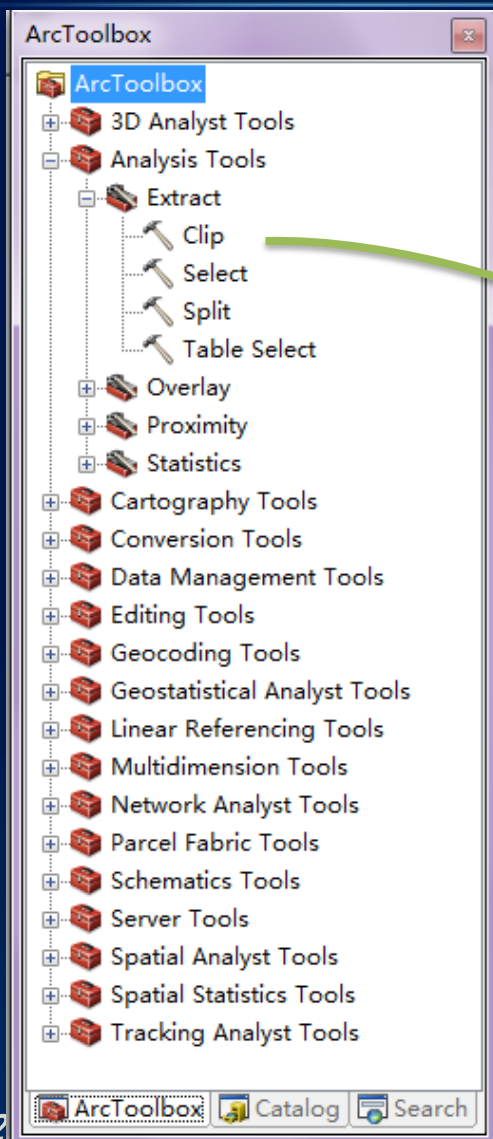 ArcToolbox
ArcToolbox
3D Analyst Tools
Analysis Tools
Extract
Clip
Select
Split
Table Select
Overlay
Proximity
Statistics
Cartography Tools
Conversion Tools
Data Management Tools
Editing Tools
Geocoding Tools
Geostatistical Analyst Tools
Linear Referencing Tools
Multidimension Tools
Network Analyst Tools
Parcel Fabric Tools
Schematics Tools
Server Tools
Spatial Analyst Tools
Spatial Statistics Tools
Tracking Analyst Tools
ArcToolbox Catalog Search